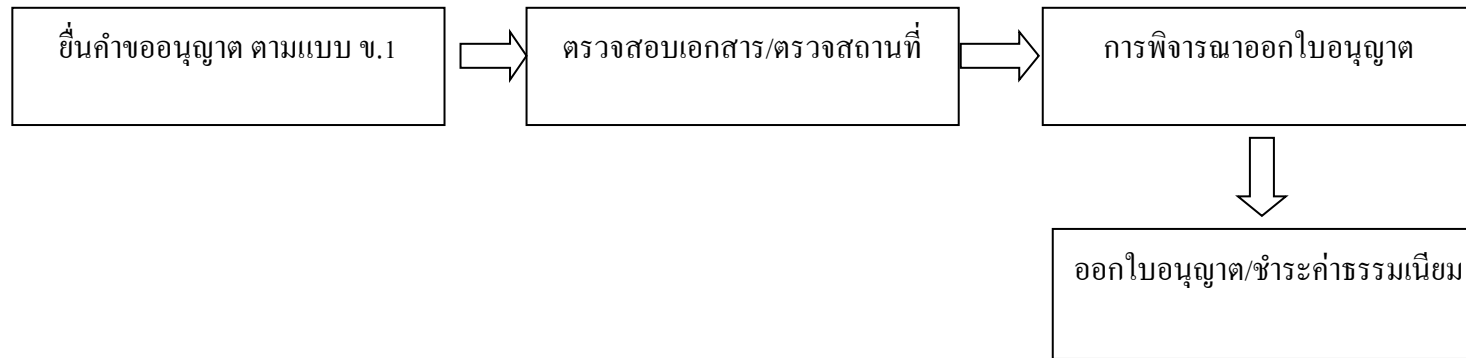 ยื่นคำขออนุญาต ตามแบบ ข.1
ตรวจสอบเอกสาร/ตรวจสถานที่
การพิจารณาออกใบอนุญาต
ออกใบอนุญาต/ชำระค่าธรรมเนียม